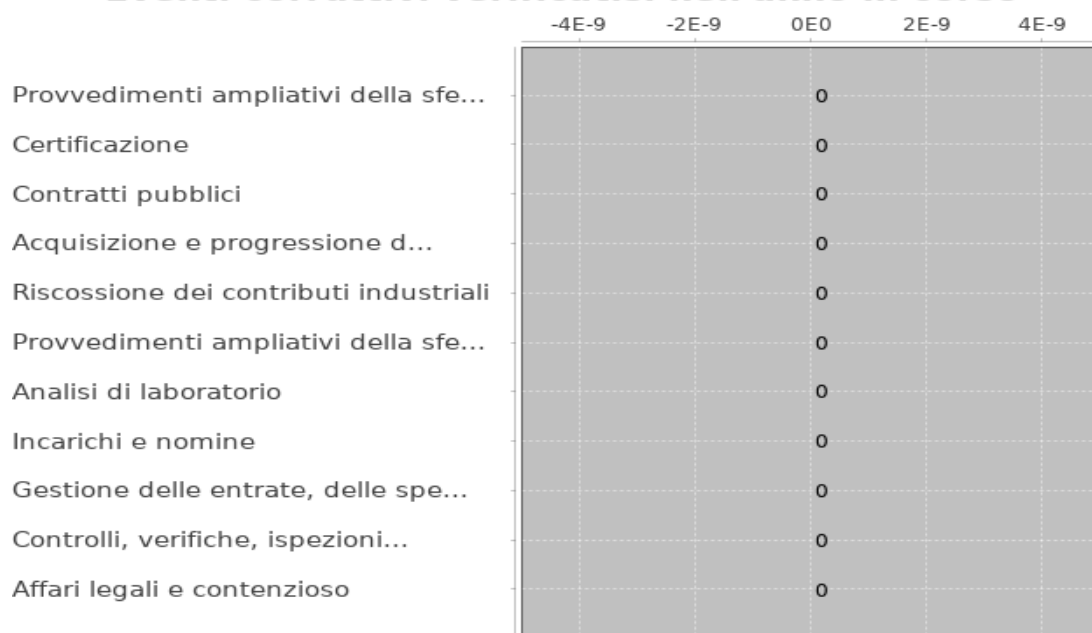 -4E-9 -2E-9 0E0 2E-9 4E-9
Provvedimenti ampliativi della sfe... 0
Certificazione 0
Contratti pubblici 0
Acquisizione e progressione d... 0
Riscossione dei contributi industriali 0
Provvedimenti ampliativi della sfe... 0
Analisi di laboratorio 0
Incarichi e nomine 0
Gestione delle entrate, delle spe... 0
Controlli, verifiche, ispezioni... 0
Affari legali e contenzioso 0